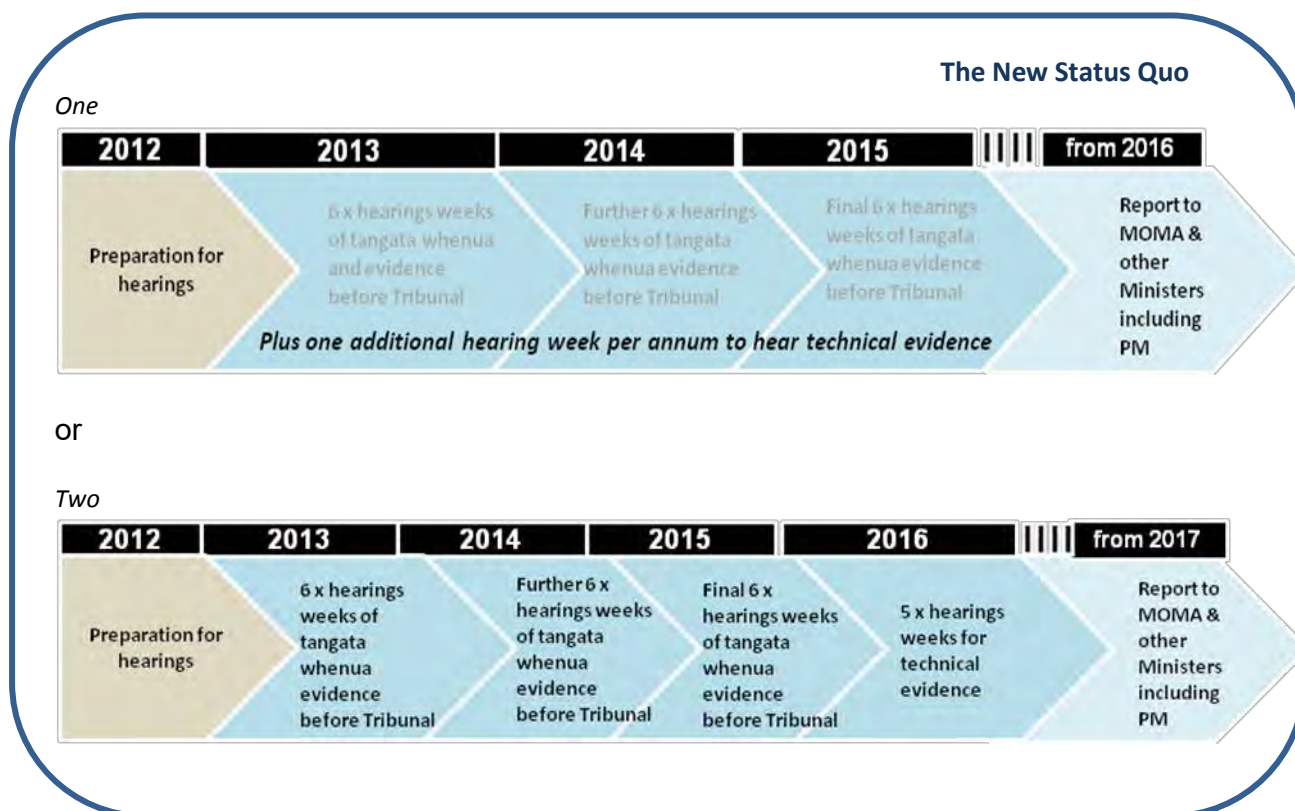 The New Status Quo
One
2012 2013 2014 2015 from 2016
Preparation for
hearings
6 x hearings weeks
of tangata whenua
and evidence
before Tribunal
Further 6 x hearings
weeks of tangata
whenua evidence
before Tribunal
Final 6 x hearings
weeks of tangata
whenua evidence
before Tribunal
Report to
MOMA &
other
Ministers
including
PM
Plus one additional hearing week per annum to hear technical evidence
or
Two
2012 2013 2014 2015 2016 from 2017
Preparation for
hearings
6 x hearings
weeks of
tangata
whenua
evidence
before Tribunal
Further 6 x
hearings weeks
of tangata
whenua
evidence
before Tribunal
Final 6 x
hearings weeks
of tangata
whenua
evidence
before Tribunal
5 x hearings
weeks for
technical
evidence
Report to
MOMA &
other
Ministers
including
PM